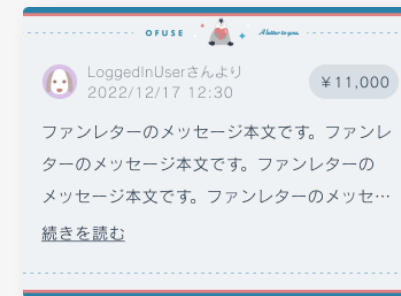 OFUSE A letter to you.
LoggedInUserさんより
2022/12/17 12:30
¥11,000
ファンレターのメッセージ本文です。ファンレ
ターのメッセージ本文です。ファンレターの
メッセージ本文です。ファンレターのメッセ…
続きを読む